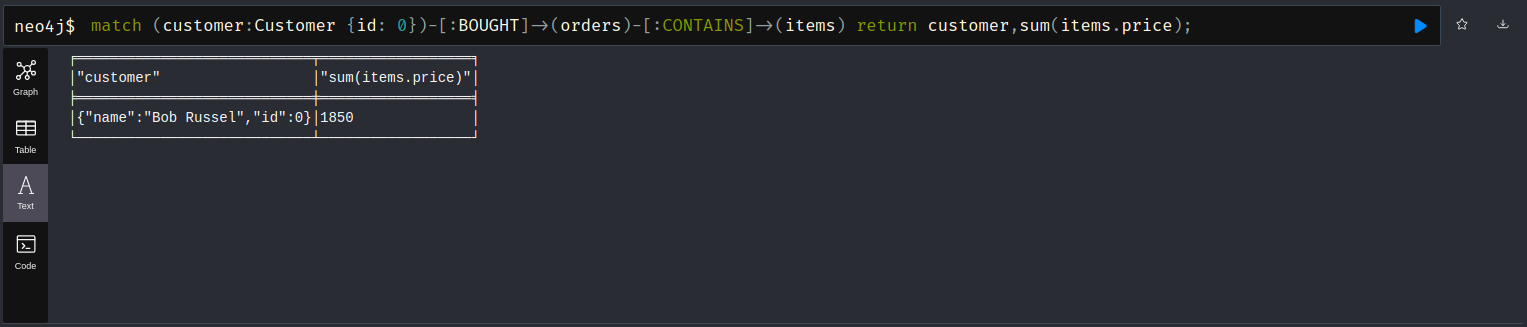 neo4j$ match (customer:Customer {id: 0})-[:BOUGHT]->(orders)-[:CONTAINS]->(items) return customer,sum(items.price);
Graph
Table
Text
Code
"customer" "sum(items.price)"
{"name":"Bob Russel","id":0} 1850